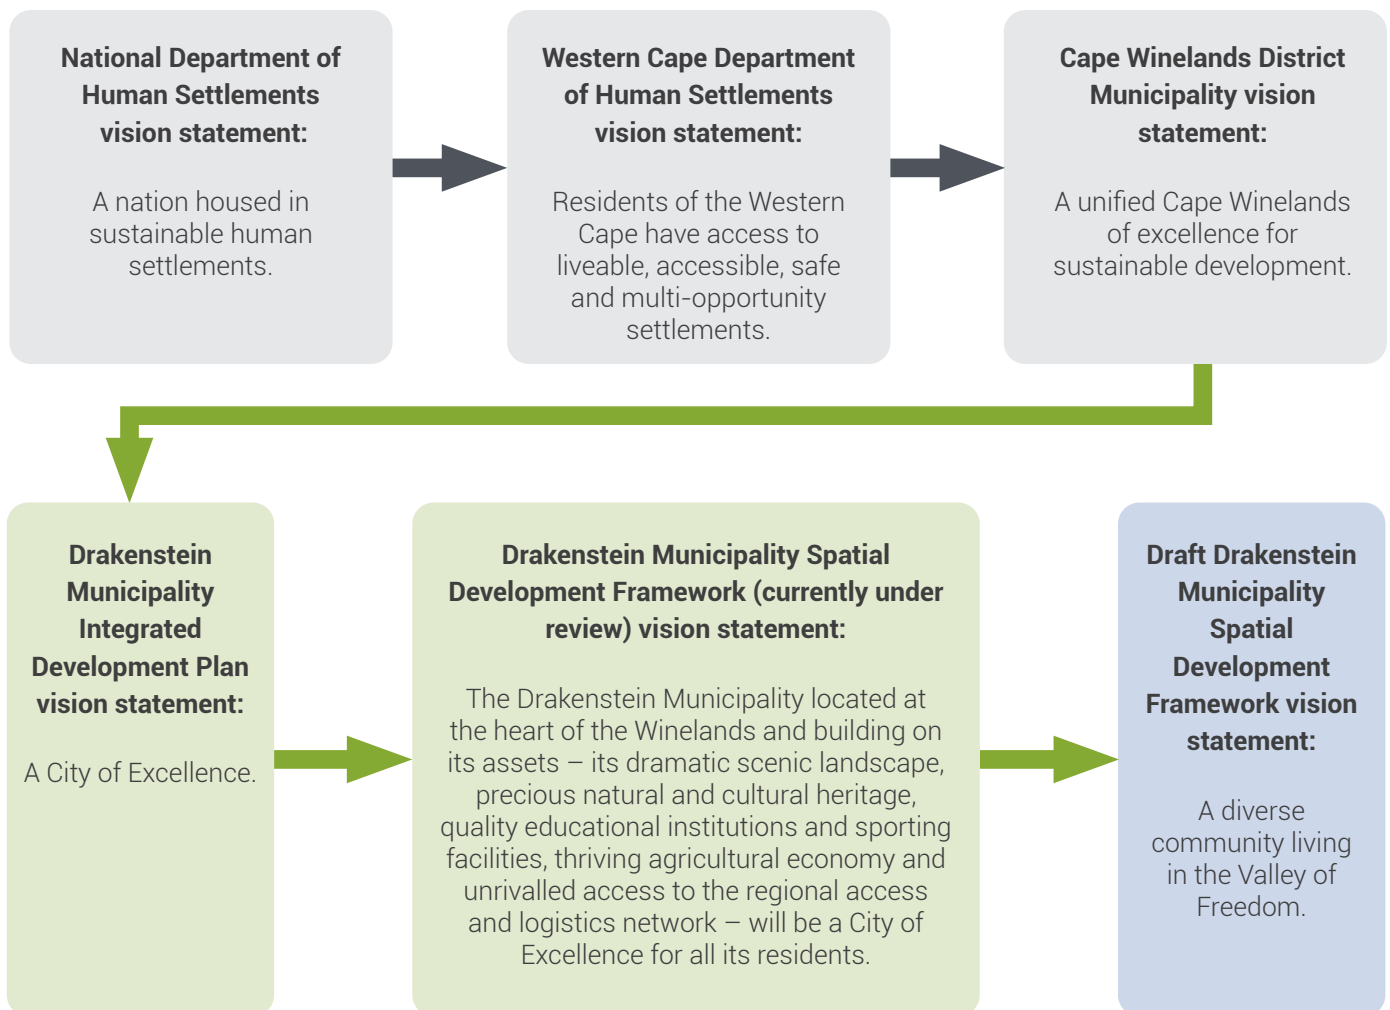 National Department of
Human Settlements
vision statement:
A nation housed in
sustainable human
settlements.
Western Cape Department
of Human Settlements
vision statement:
Residents of the Western
Cape have access to
liveable, accessible, safe
and multi-opportunity
settlements.
Cape Winelands District
Municipality vision
statement:
A unified Cape Winelands
of excellence for
sustainable development.
Drakenstein
Municipality
Integrated
Development Plan
vision statement:
A City of Excellence.
Drakenstein Municipality Spatial
Development Framework (currently under
review) vision statement:
The Drakenstein Municipality located at
the heart of the Winelands and building on
its assets – its dramatic scenic landscape,
precious natural and cultural heritage,
quality educational institutions and sporting
facilities, thriving agricultural economy and
unrivalled access to the regional access
and logistics network – will be a City of
Excellence for all its residents.
Draft Drakenstein
Municipality
Spatial
Development
Framework vision
statement:
A diverse
community living
in the Valley of
Freedom.